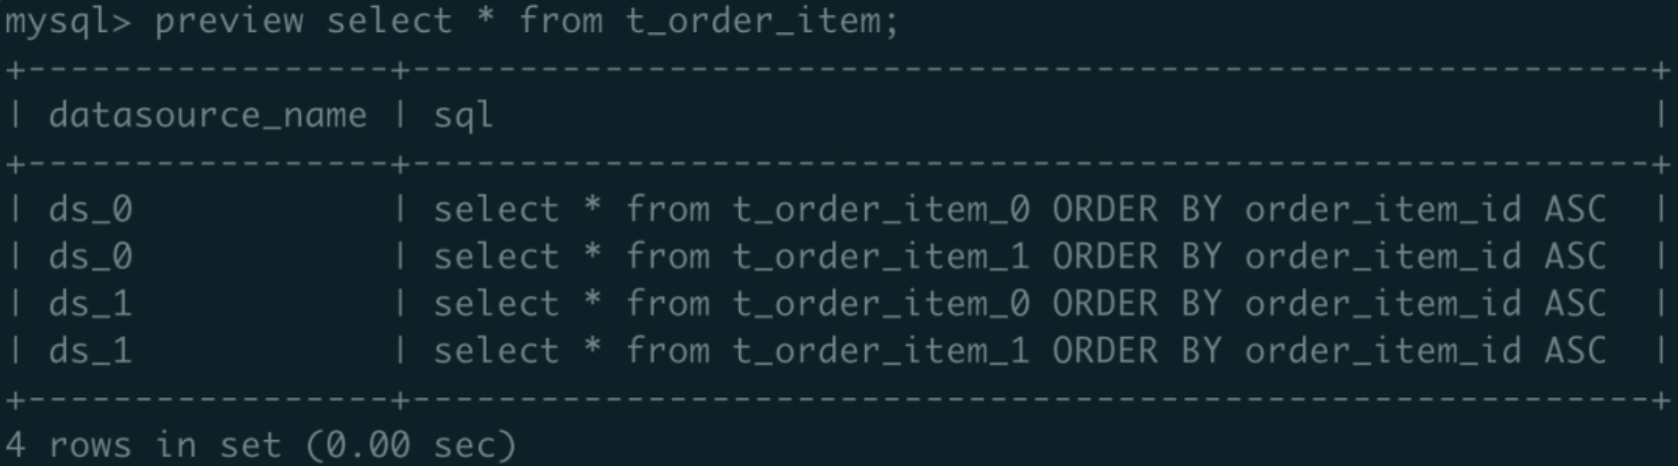 mysql> preview select * from t_order_item;
+-----------------+----------------------------------------------------------+
| datasource_name | sql                                                      |
+-----------------+----------------------------------------------------------+
| ds_0            | select * from t_order_item_0 ORDER BY order_item_id ASC  |
| ds_0            | select * from t_order_item_1 ORDER BY order_item_id ASC  |
| ds_1            | select * from t_order_item_0 ORDER BY order_item_id ASC  |
| ds_1            | select * from t_order_item_1 ORDER BY order_item_id ASC  |
+-----------------+----------------------------------------------------------+
4 rows in set (0.00 sec)